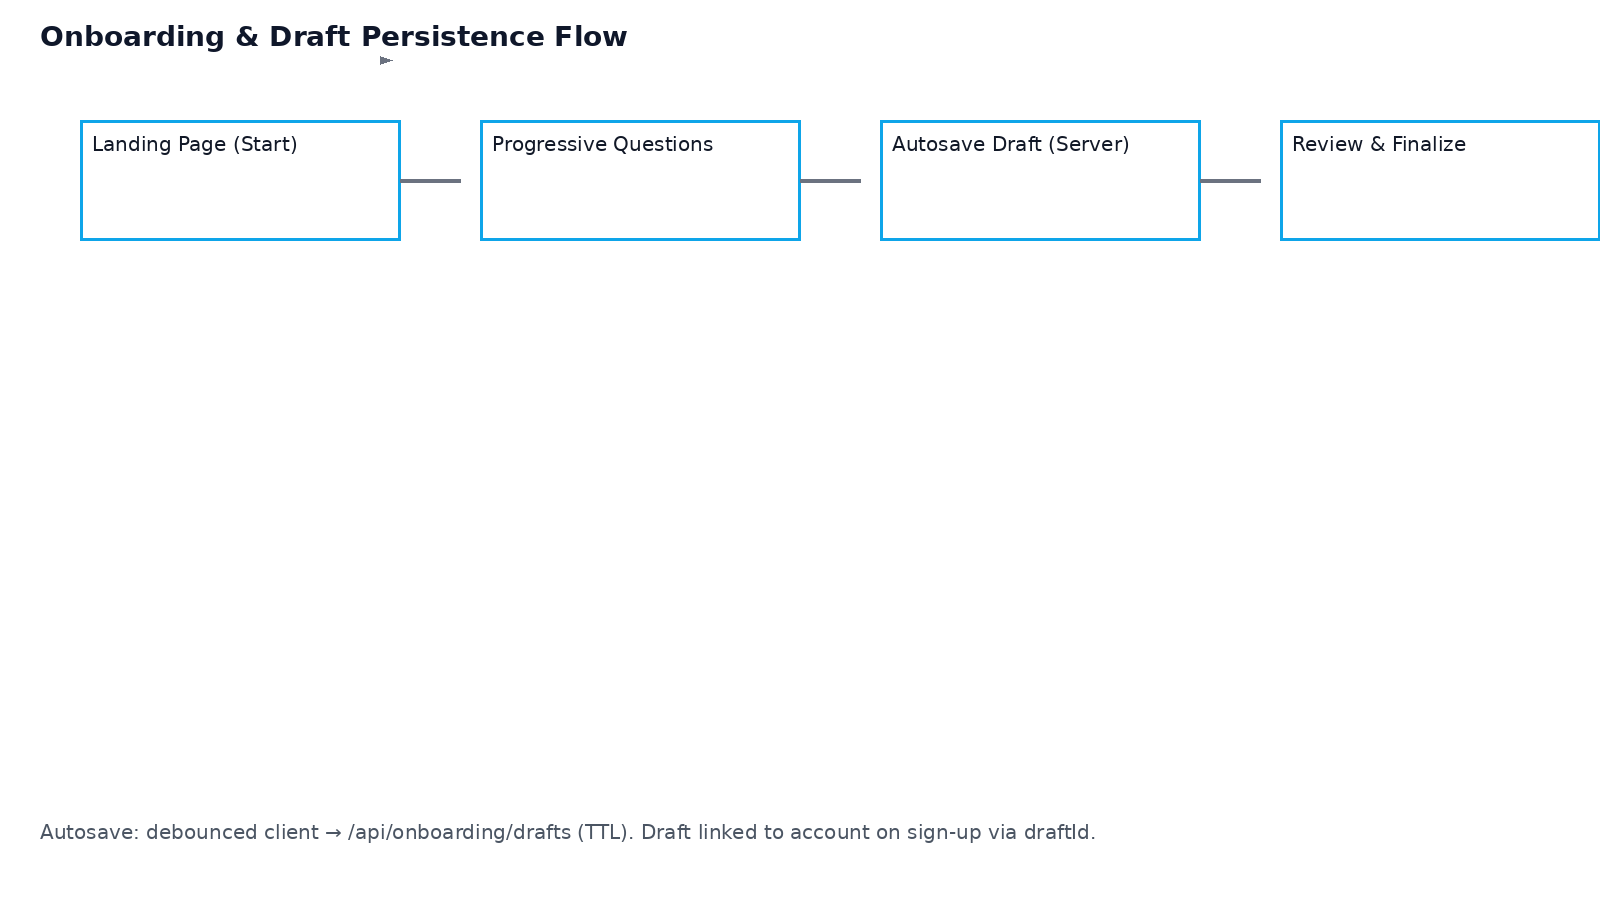 Onboarding & Draft Persistence Flow
Landing Page (Start)
Progressive Questions
Autosave Draft (Server)
Review & Finalize
Autosave: debounced client → /api/onboarding/drafts (TTL). Draft linked to account on sign-up via draftId.